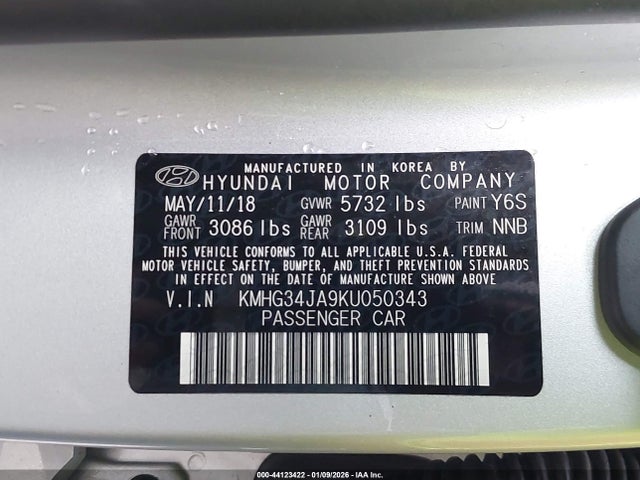 MANUFACTURED IN KOREA BY
HYUNDAI MOTOR COMPANY
MAY/11/18 GVWR 5732 lbs PAINT Y6S
GAWR FRONT 3086 lbs GAWR REAR 3109 lbs TRIM NNB
THIS VEHICLE CONFORMS TO ALL APPLICABLE U.S.A. FEDERAL
MOTOR VEHICLE SAFETY, BUMPER, AND THEFT PREVENTION
STANDARDS IN EFFECT ON THE DATE OF MANUFACTURE SHOWN ABOVE.
V.I.N KMHG34JA9KU050343
PASSENGER CAR
000-44123422 - 01/09/2026 - IAA Inc.